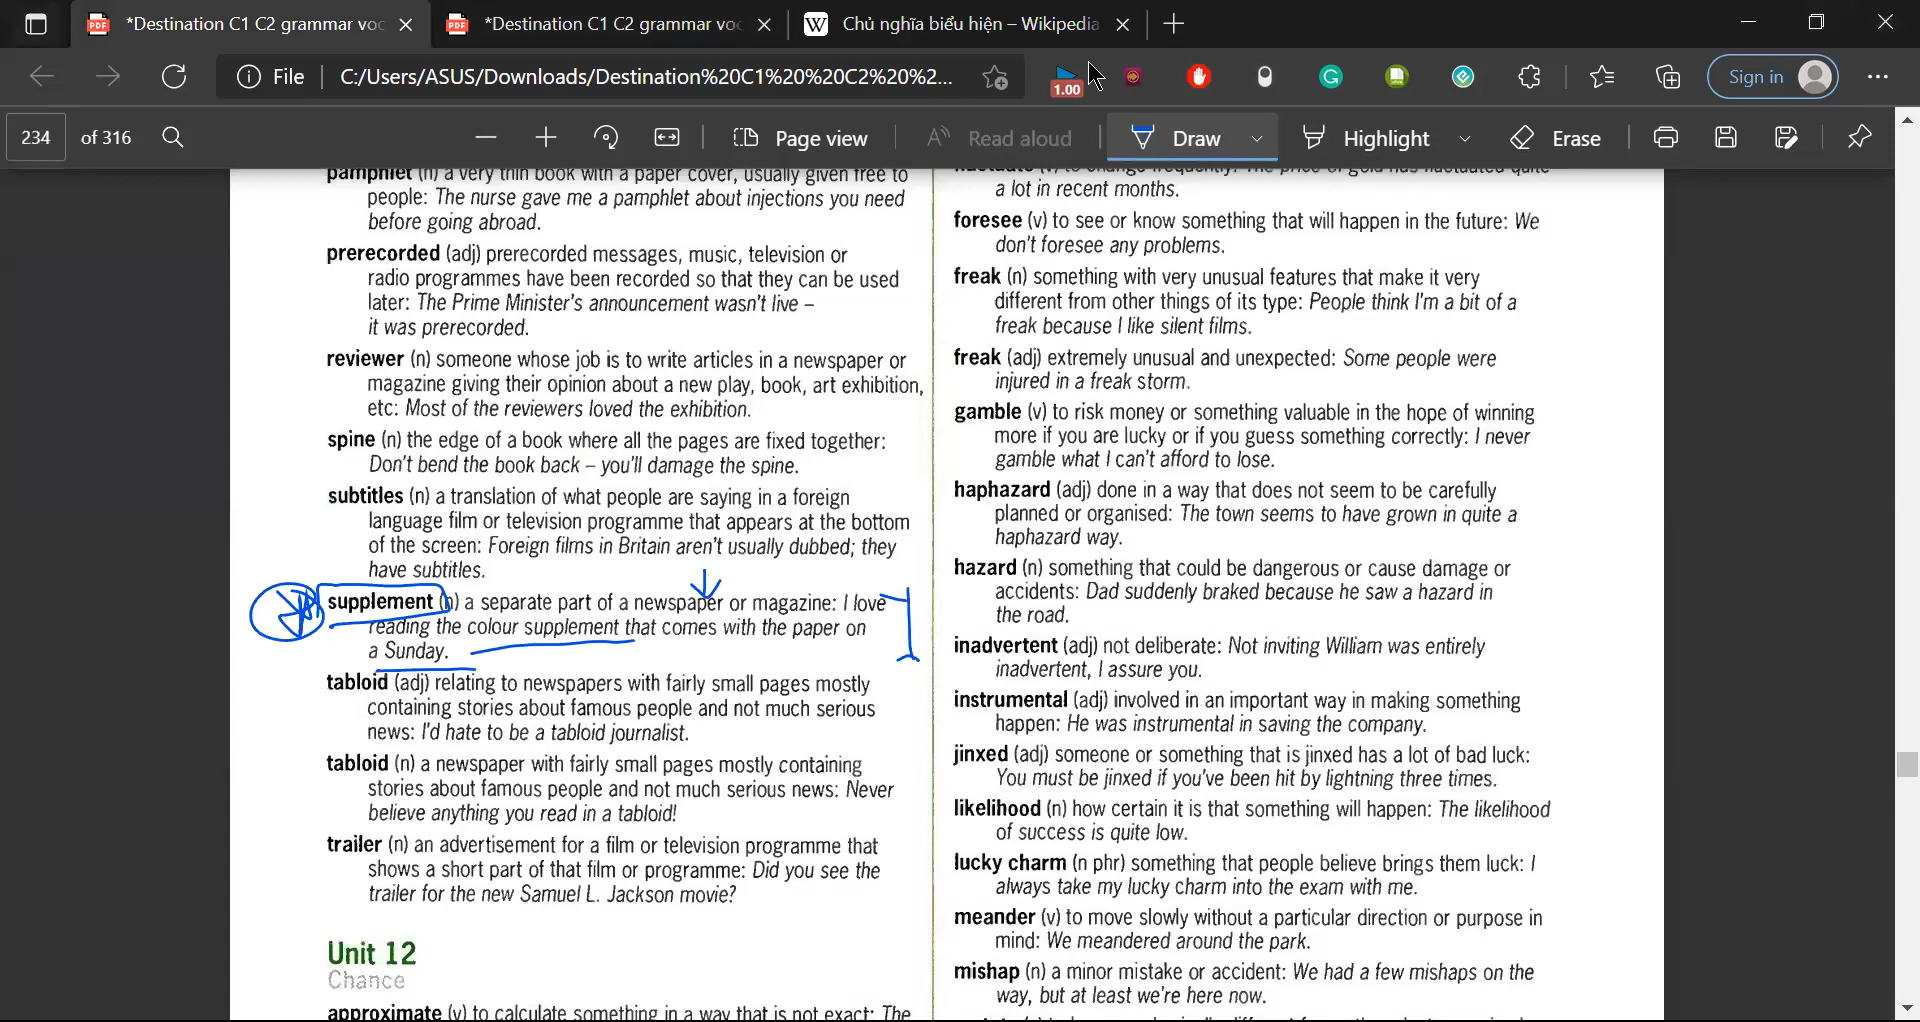 *Destination C1 C2 grammar voc
*Destination C1 C2 grammar voc
Chủ nghĩa biểu hiện – Wikipedia
File
C:/Users/ASUS/Downloads/Destination%20C1%20%20C2%20%2...
1.00
Sign in
234 of 316
Page view
Read aloud
Draw
Highlight
Erase
pamphlet (n) a very thin book with a paper cover, usually given free to
people: The nurse gave me a pamphlet about injections you need
before going abroad.
prerecorded (adj) prerecorded messages, music, television or
radio programmes have been recorded so that they can be used
later: The Prime Minister's announcement wasn't live –
it was prerecorded.
reviewer (n) someone whose job is to write articles in a newspaper or
magazine giving their opinion about a new play, book, art exhibition,
etc: Most of the reviewers loved the exhibition.
spine (n) the edge of a book where all the pages are fixed together:
Don't bend the book back – you'll damage the spine.
subtitles (n) a translation of what people are saying in a foreign
language film or television programme that appears at the bottom
of the screen: Foreign films in Britain aren't usually dubbed; they
have subtitles.
supplement (n) a separate part of a newspaper or magazine: I love
reading the colour supplement that comes with the paper on
a Sunday.
tabloid (adj) relating to newspapers with fairly small pages mostly
containing stories about famous people and not much serious
news: I'd hate to be a tabloid journalist.
tabloid (n) a newspaper with fairly small pages mostly containing
stories about famous people and not much serious news: Never
believe anything you read in a tabloid!
trailer (n) an advertisement for a film or television programme that
shows a short part of that film or programme: Did you see the
trailer for the new Samuel L. Jackson movie?
Unit 12
Chance
approximate (v) to calculate something in a way that is not exact: The
fluctuate (v) to change frequently: The price of gold has fluctuated quite
a lot in recent months.
foresee (v) to see or know something that will happen in the future: We
don't foresee any problems.
freak (n) something with very unusual features that make it very
different from other things of its type: People think I'm a bit of a
freak because I like silent films.
freak (adj) extremely unusual and unexpected: Some people were
injured in a freak storm.
gamble (v) to risk money or something valuable in the hope of winning
more if you are lucky or if you guess something correctly: I never
gamble what I can't afford to lose.
haphazard (adj) done in a way that does not seem to be carefully
planned or organised: The town seems to have grown in quite a
haphazard way.
hazard (n) something that could be dangerous or cause damage or
accidents: Dad suddenly braked because he saw a hazard in
the road.
inadvertent (adj) not deliberate: Not inviting William was entirely
inadvertent, I assure you.
instrumental (adj) involved in an important way in making something
happen: He was instrumental in saving the company.
jinxed (adj) someone or something that is jinxed has a lot of bad luck:
You must be jinxed if you've been hit by lightning three times.
likelihood (n) how certain it is that something will happen: The likelihood
of success is quite low.
lucky charm (n phr) something that people believe brings them luck: I
always take my lucky charm into the exam with me.
meander (v) to move slowly without a particular direction or purpose in
mind: We meandered around the park.
mishap (n) a minor mistake or accident: We had a few mishaps on the
way, but at least we're here now.